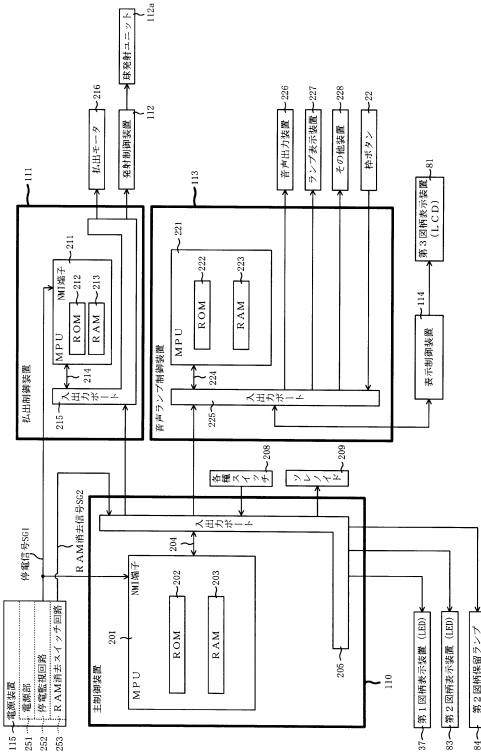 115
電源装置
251
電源部
252
停電監視回路
253
RAM消去スイッチ回路
停電信号SG1
RAM消去信号SG2
主制御装置
110
201
MPU
NMI端子
ROM
202
RAM
203
204
入出力ポート
205
各種スイッチ
208
ソレノイド
209
37
第1図柄表示装置(LED)
83
第2図柄表示装置(LED)
84
第2図柄保留ランプ
払出制御装置
111
215
入出力ポート
214
MPU
NMI端子
211
ROM
212
RAM
213
払出モータ
216
発射制御装置
112
球発射ユニット
112a
音声ランプ制御装置
113
225
入出力ポート
224
MPU
221
ROM
222
RAM
223
音声出力装置
226
ランプ表示装置
227
その他装置
228
枠ボタン
22
表示制御装置
114
第3図柄表示装置
(LCD)
81